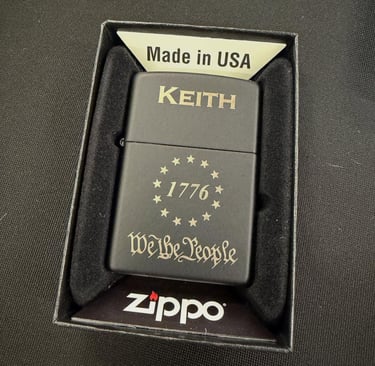 Made in USA
KEITH
1776
We the People
zippo